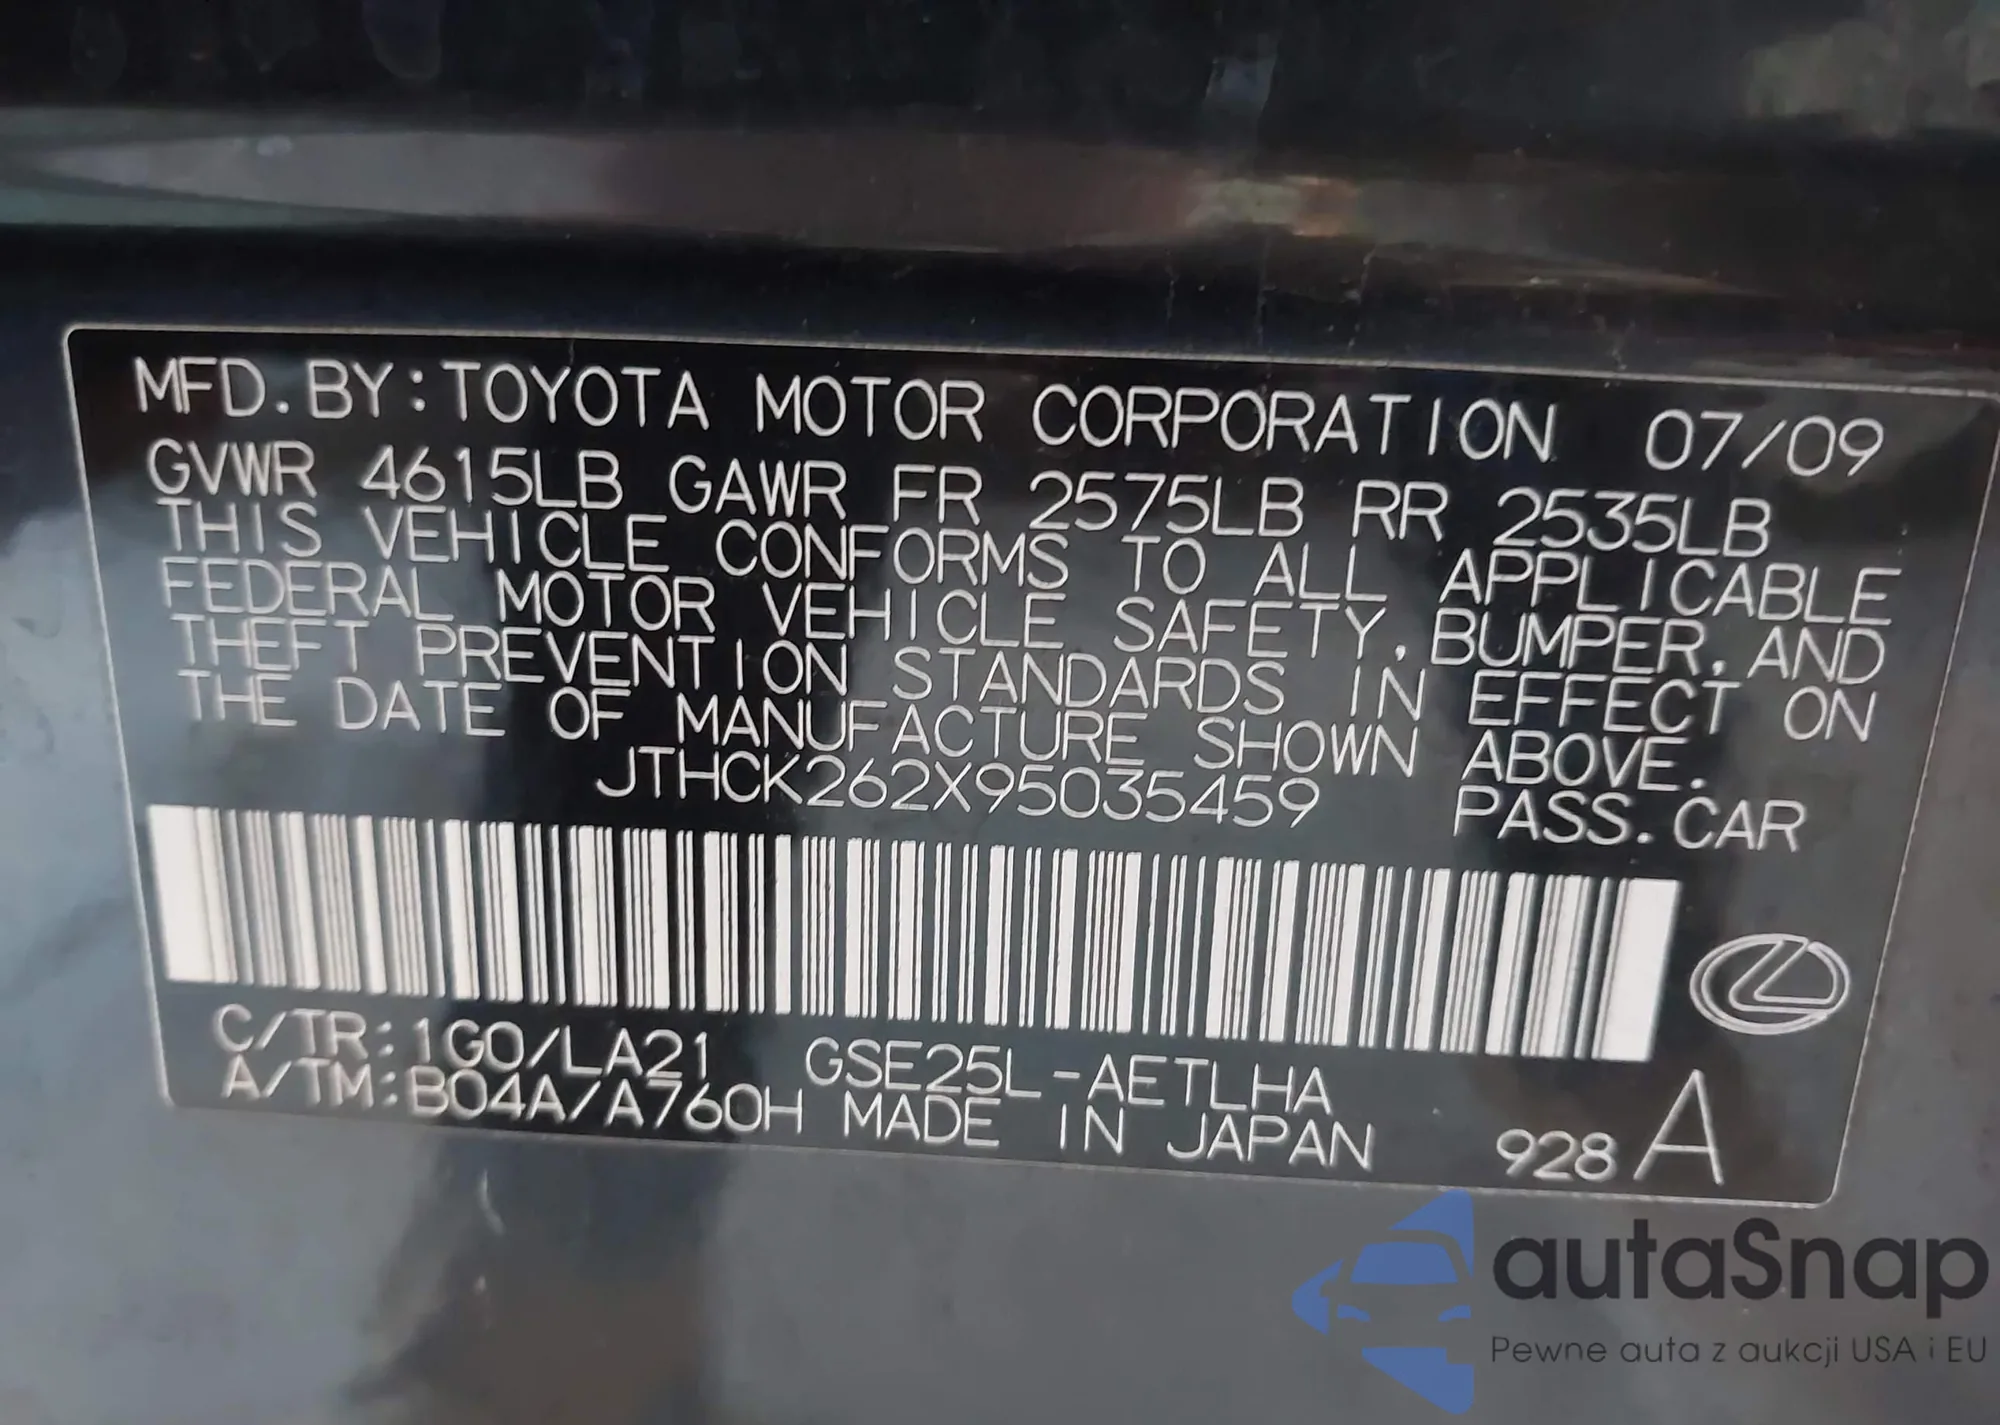 MFD. BY: TOYOTA MOTOR CORPORATION 07/09
GVWR 4615LB GAWR FR 2575LB RR 2535LB
THIS VEHICLE CONFORMS TO ALL APPLICABLE
FEDERAL MOTOR VEHICLE SAFETY, BUMPER, AND
THEFT PREVENTION STANDARDS IN EFFECT ON
THE DATE OF MANUFACTURE SHOWN ABOVE.
JTHCK262X95035459 PASS. CAR
C/TR: 1G0/LA21 GSE25L-AETLHA
A/TM: B04A/A760H MADE IN JAPAN 928 A
autaSnap
Pewne auta z aukcji USA i EU